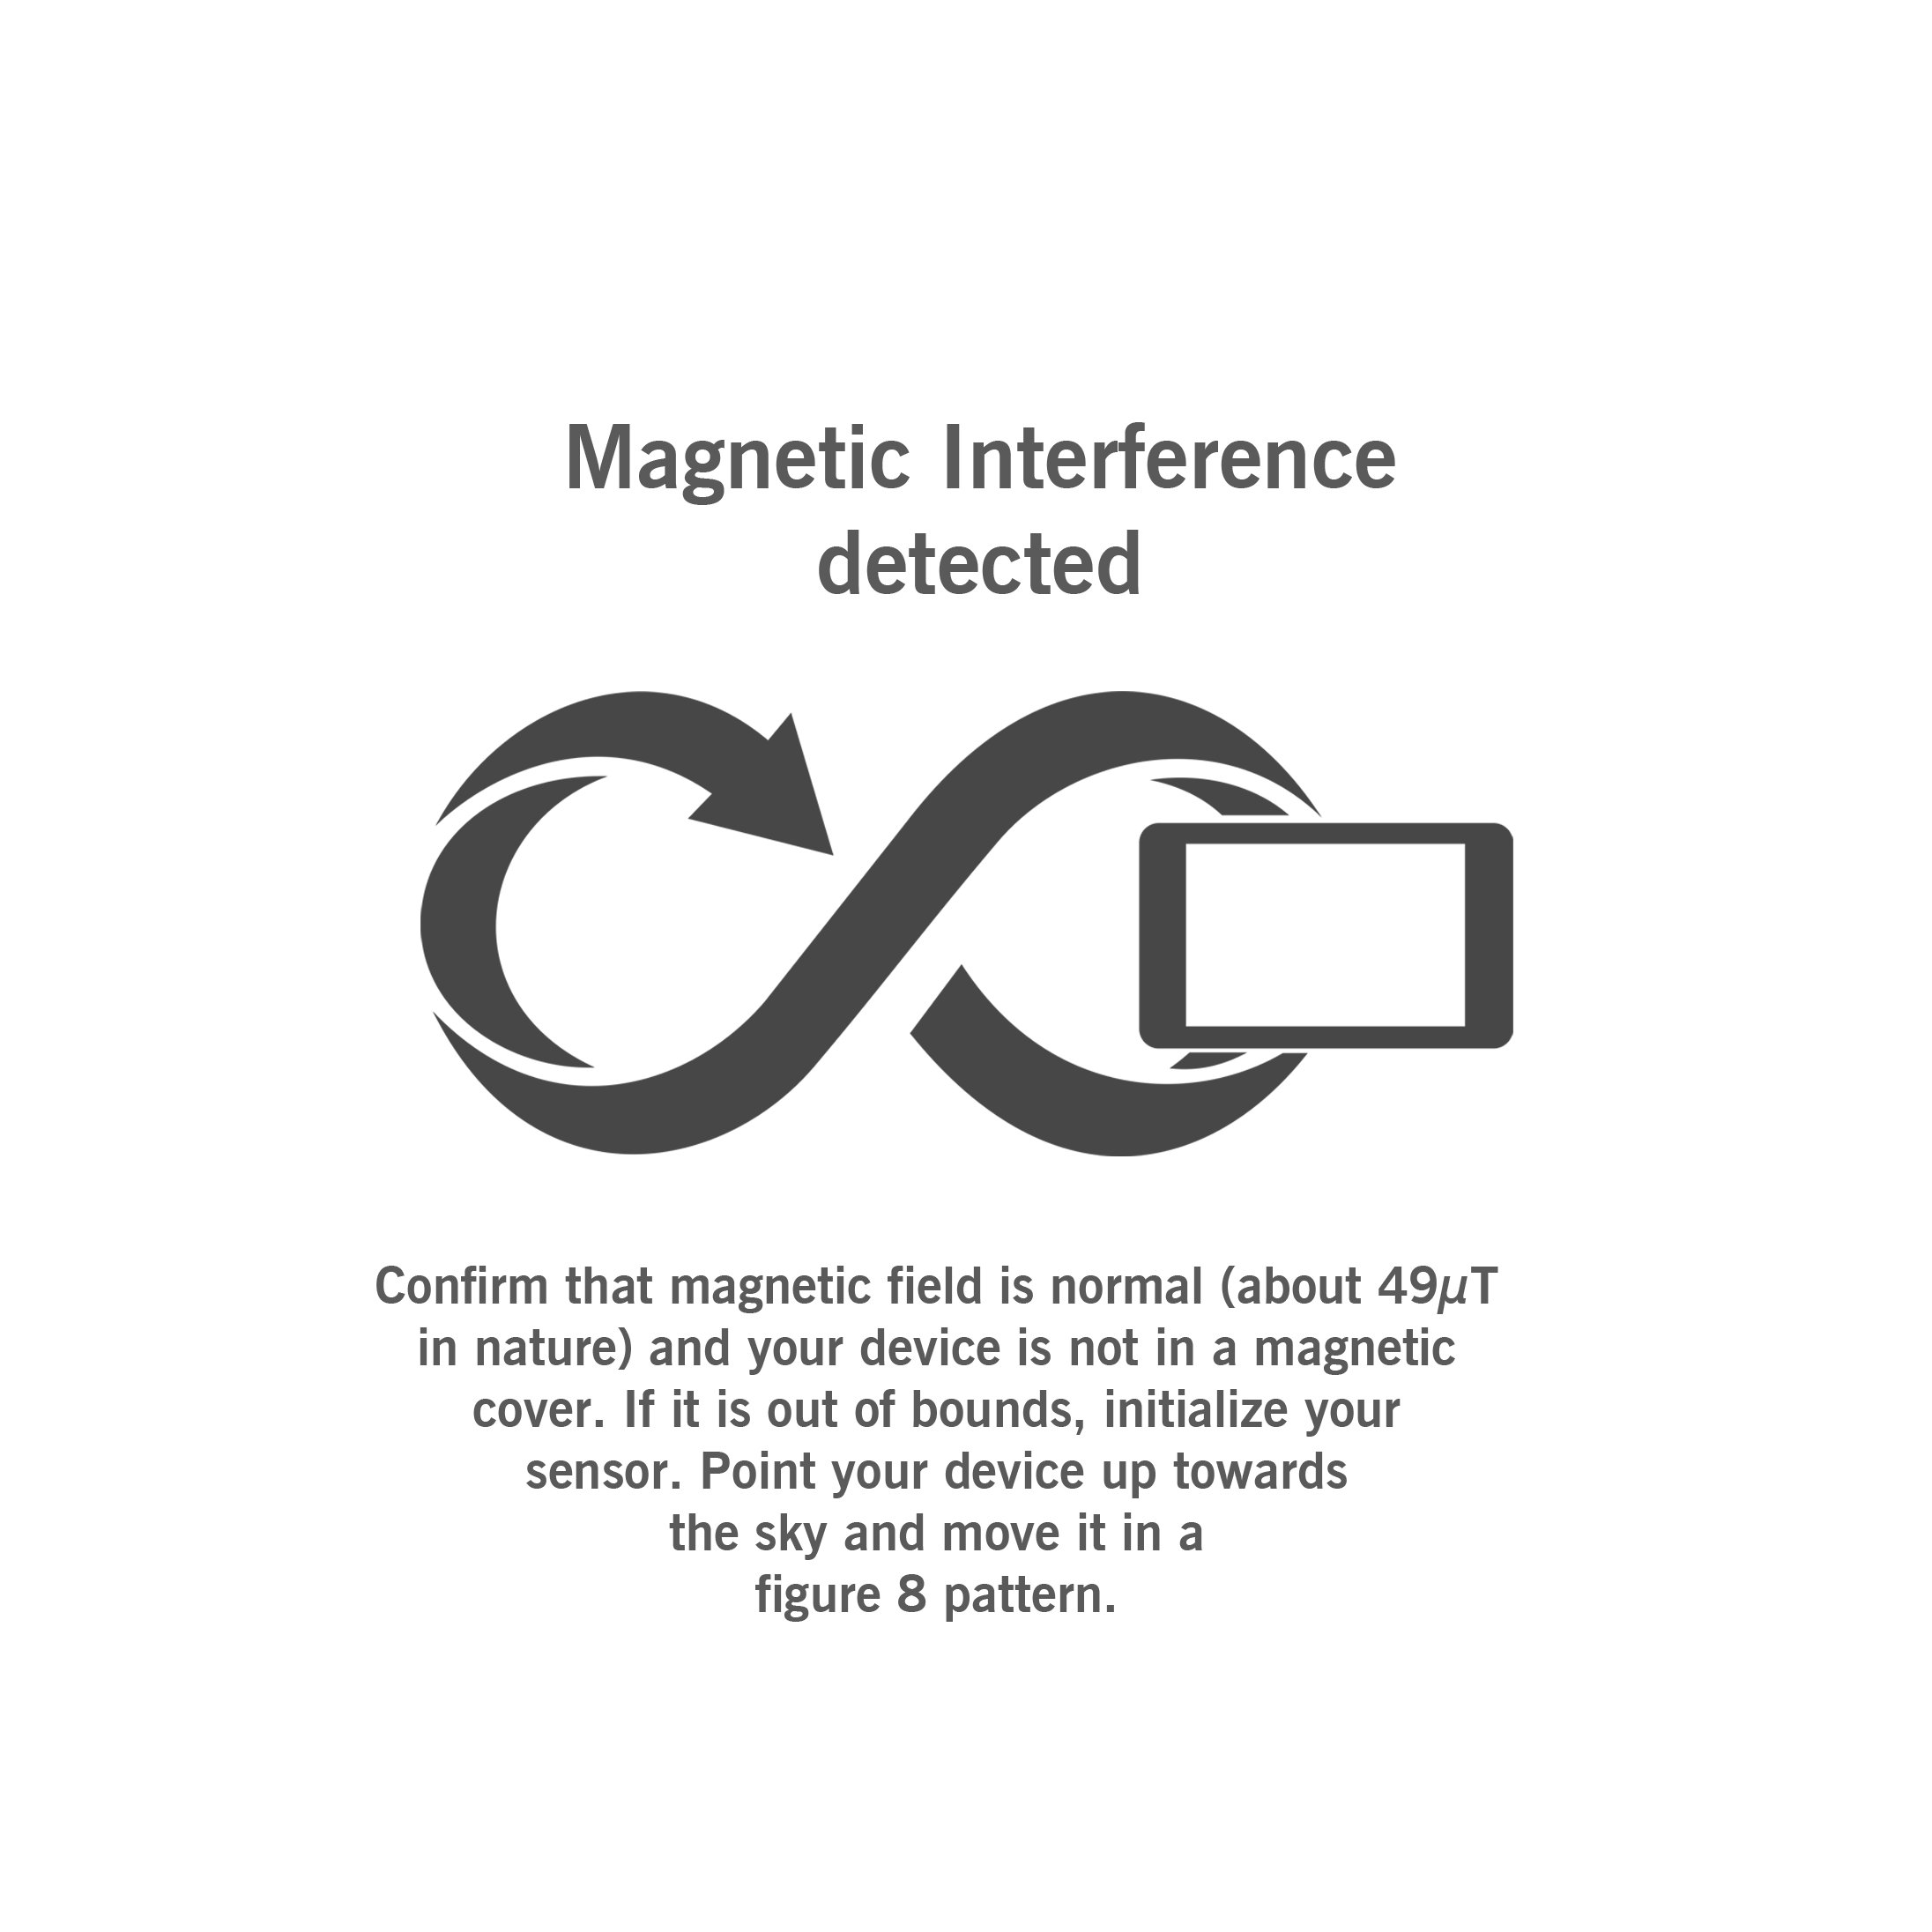 Magnetic Interference
detected
Confirm that magnetic field is normal (about 49μT
in nature) and your device is not in a magnetic
cover. If it is out of bounds, initialize your
sensor. Point your device up towards
the sky and move it in a
figure 8 pattern.